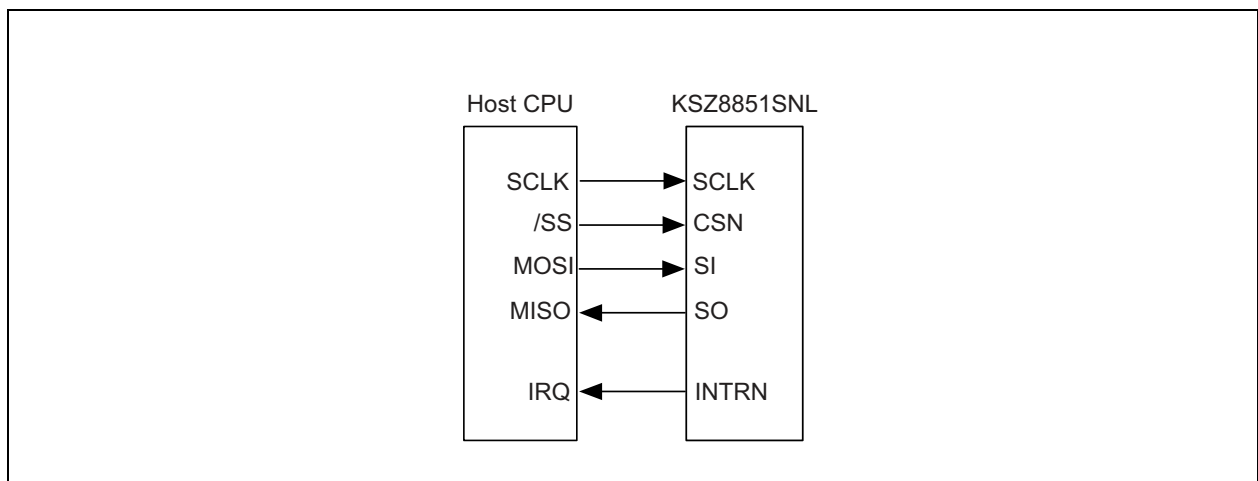 Host CPU KSZ8851SNL
SCLK SCLK
/SS CSN
MOSI SI
MISO SO
IRQ INTRN